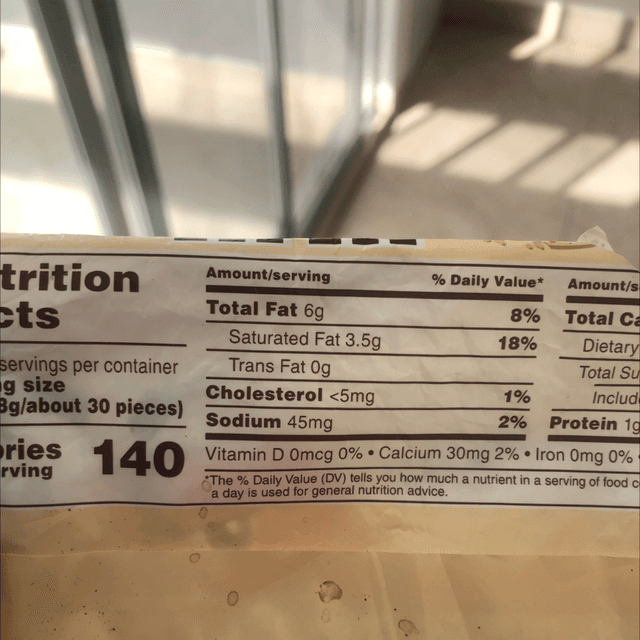 trition
cts
servings per container
g size
g/about 30 pieces)
ries
rving
140
Amount/serving % Daily Value*
Total Fat 6g 8%
Saturated Fat 3.5g 18%
Trans Fat 0g
Cholesterol <5mg 1%
Sodium 45mg 2%
Vitamin D 0mcg 0% • Calcium 30mg 2% • Iron 0mg 0%
*The % Daily Value (DV) tells you how much a nutrient in a serving of food c
a day is used for general nutrition advice.
Amount/s
Total Ca
Dietary
Total Su
Includ
Protein 1g